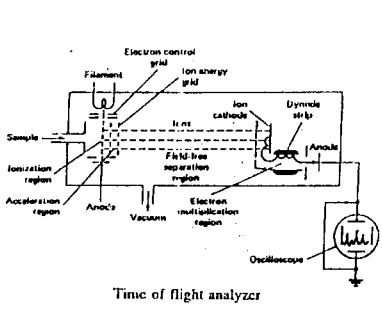 Electron control
grid
Filament
Ion energy
grid
Ion
cathode
Dynode
strip
Sample
Ions
Anode
Ionization
region
Field-free
separation
region
Acceleration
region
Anode
Vacuum
Electron
multiplication
region
Oscilloscope
Time of flight analyzer